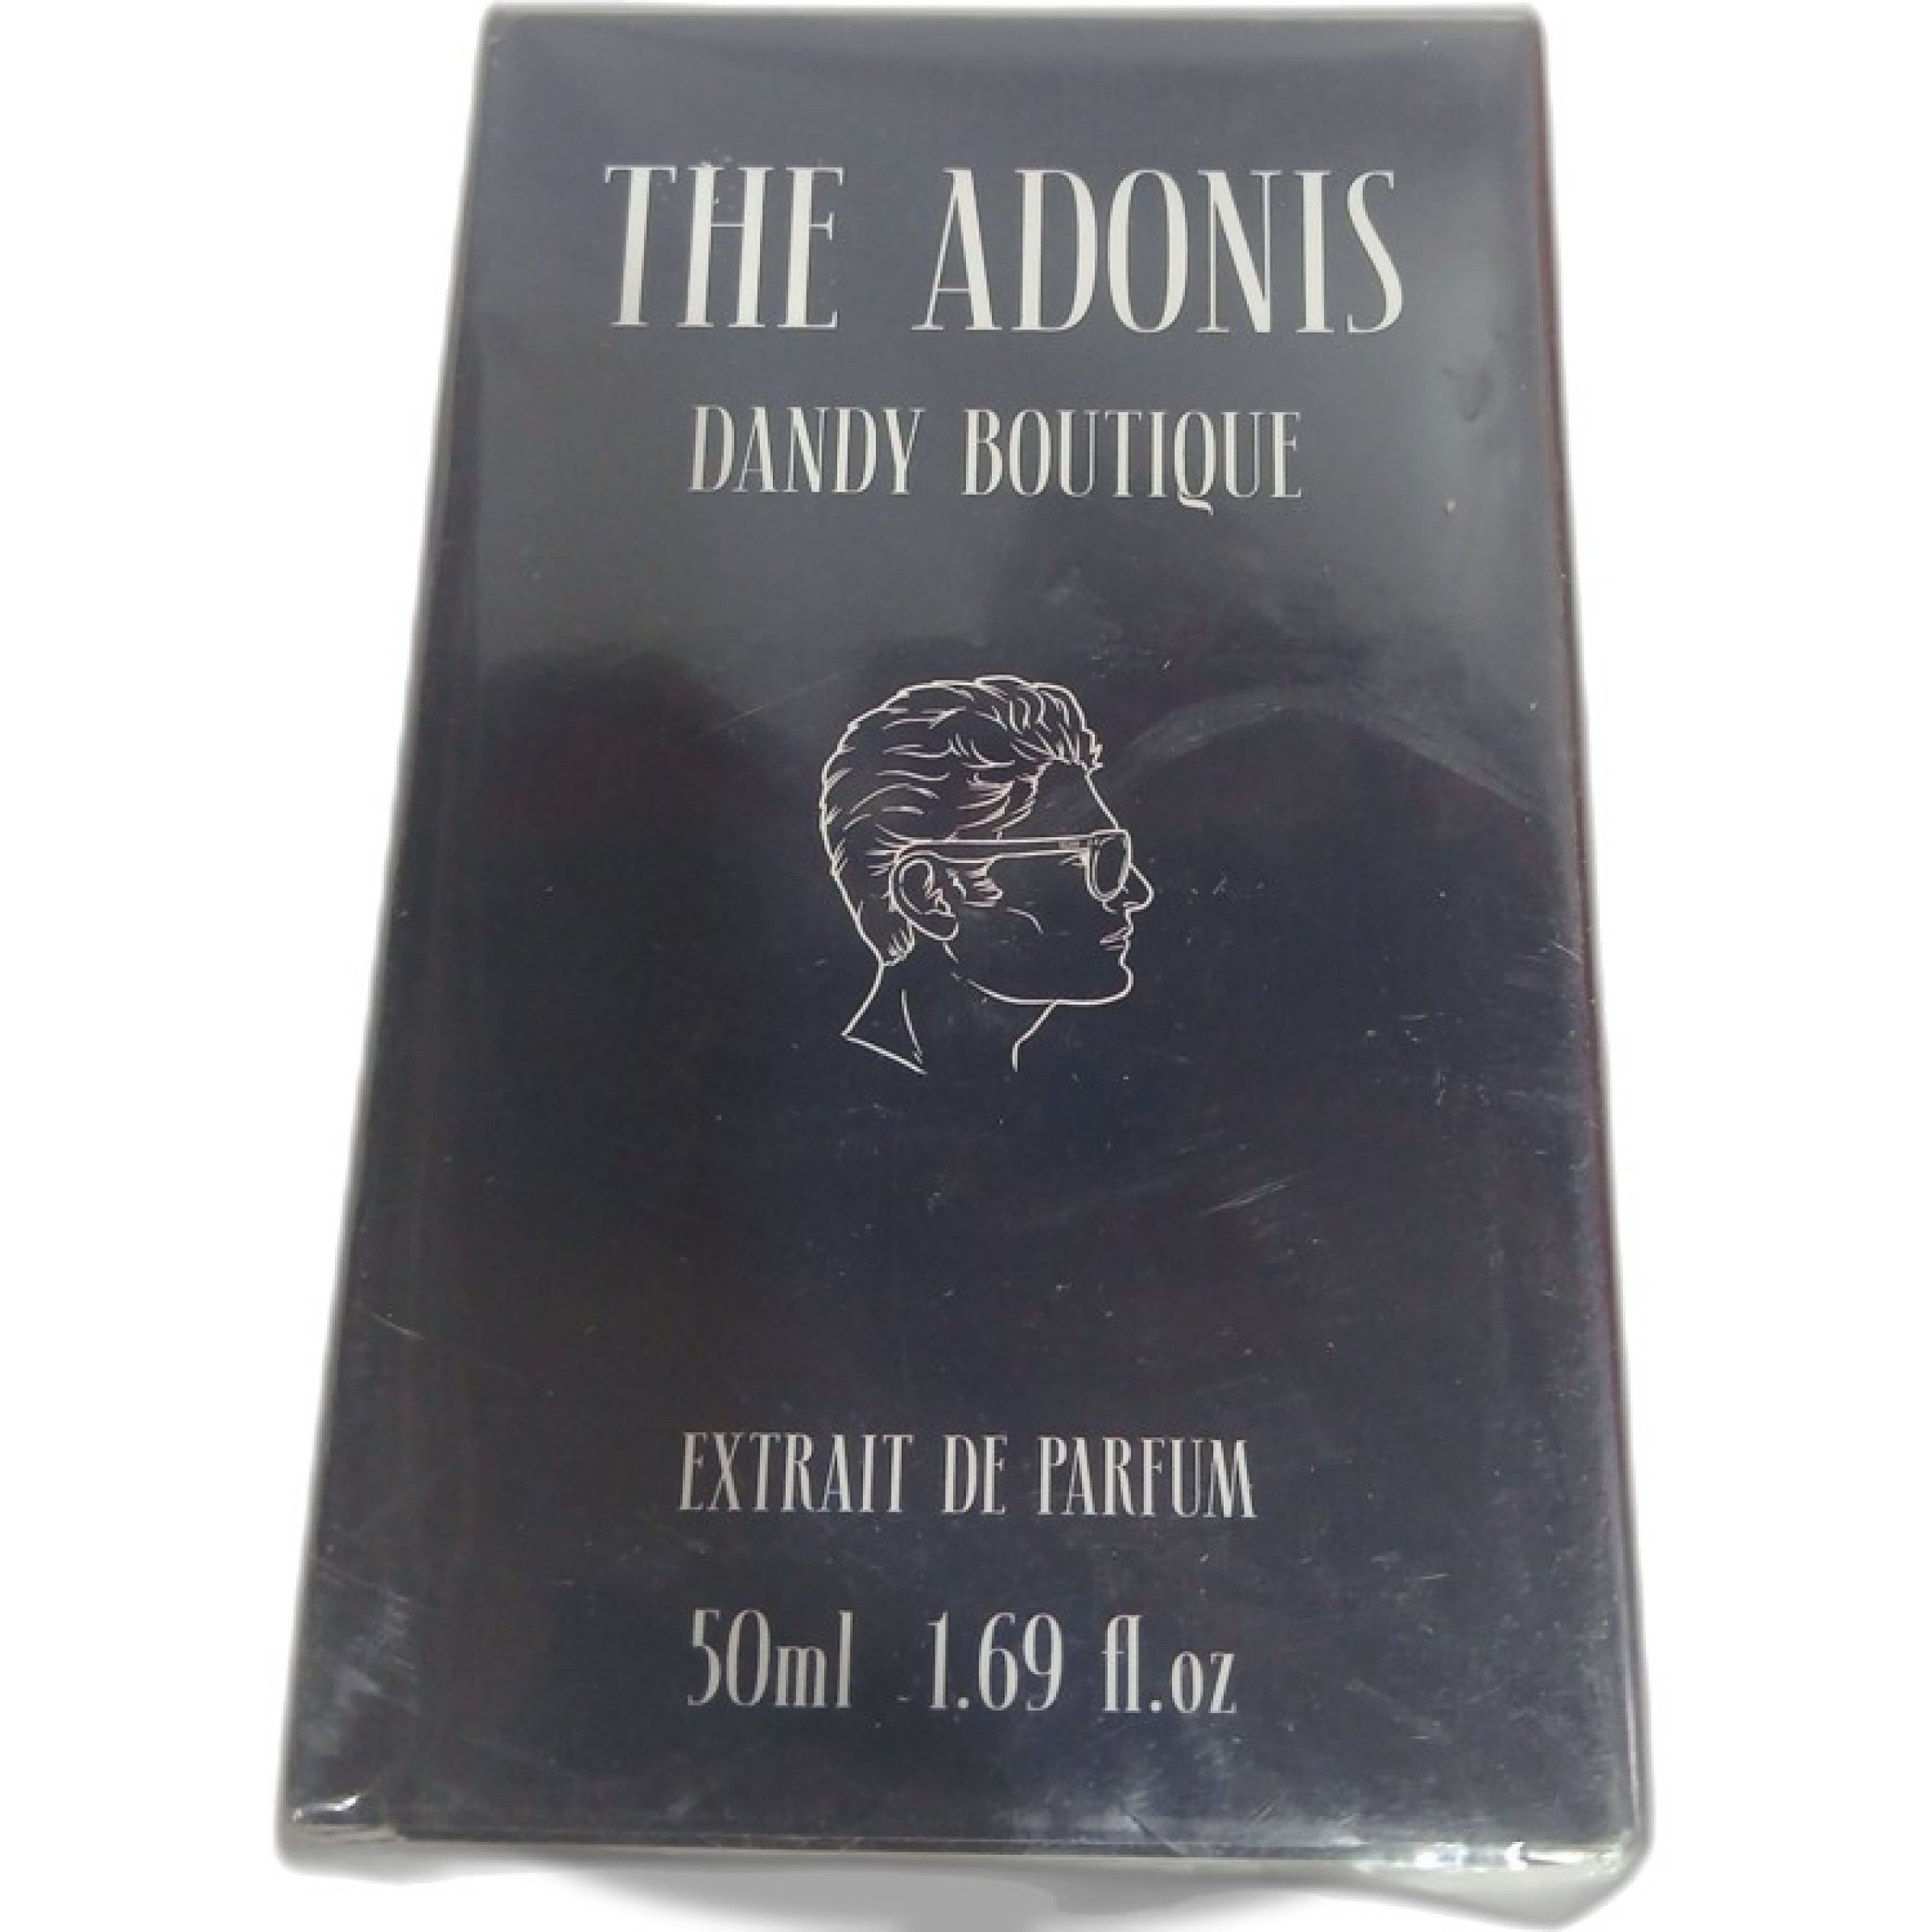 THE ADONIS
DANDY BOUTIQUE
EXTRAIT DE PARFUM
50ml 1.69 fl.oz